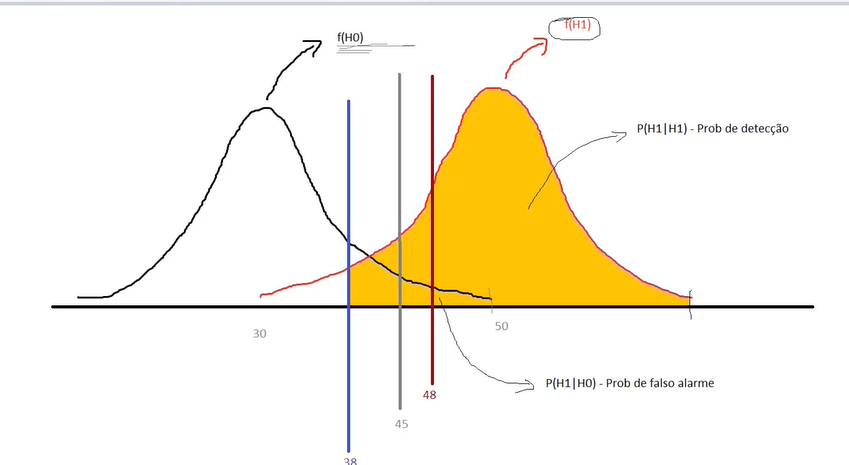 f(H1)
f(H0)
P(H1|H1) - Prob de detecção
30
50
P(H1|H0) - Prob de falso alarme
48
45
38